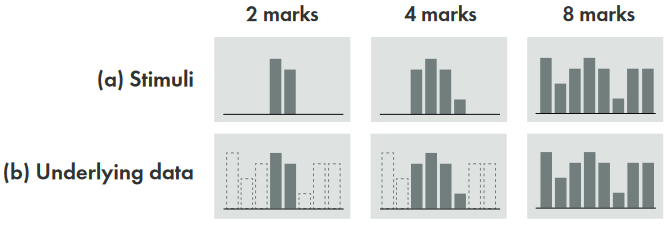 2 marks 4 marks 8 marks
(a) Stimuli
(b) Underlying data